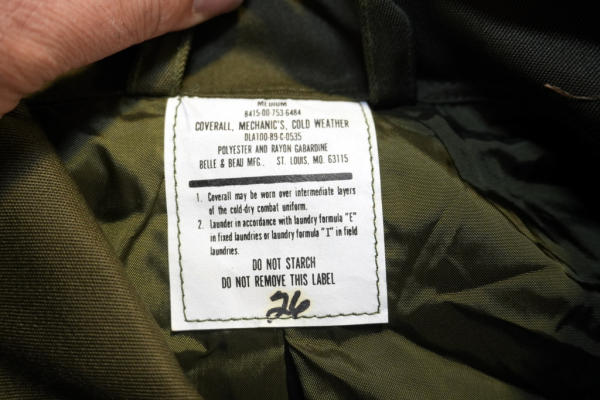 MEDIUM
8415-00-753-6484
COVERALL, MECHANIC'S, COLD WEATHER
DLA100-89-C-0535
POLYESTER AND RAYON GABARDINE
BELLE & BEAU MFG. ST. LOUIS, MO. 63115
1. Coverall may be worn over intermediate layers
of the cold-dry combat uniform.
2. Launder in accordance with laundry formula "E"
in fixed laundries or laundry formula "I" in field
laundries.
DO NOT STARCH
DO NOT REMOVE THIS LABEL
26